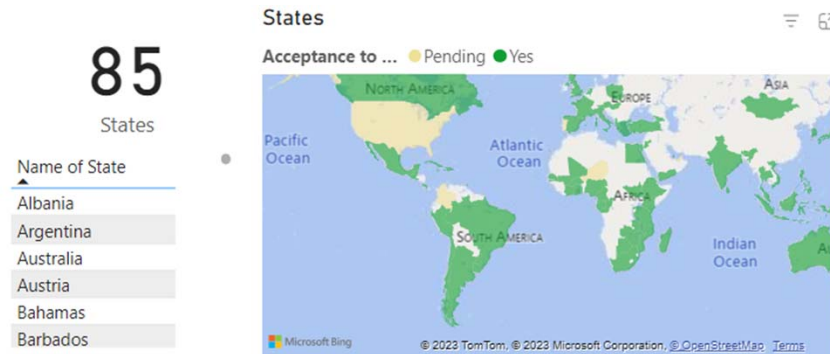 85
States
Name of State
Albania
Argentina
Australia
Austria
Bahamas
Barbados
States
Acceptance to ... Pending Yes
NORTH AMERICA
EUROPE
ASIA
Pacific
Ocean
Atlantic
Ocean
AFRICA
SOUTH AMERICA
Indian
Ocean
A
Microsoft Bing
© 2023 TomTom, © 2023 Microsoft Corporation, © OpenStreetMap Terms